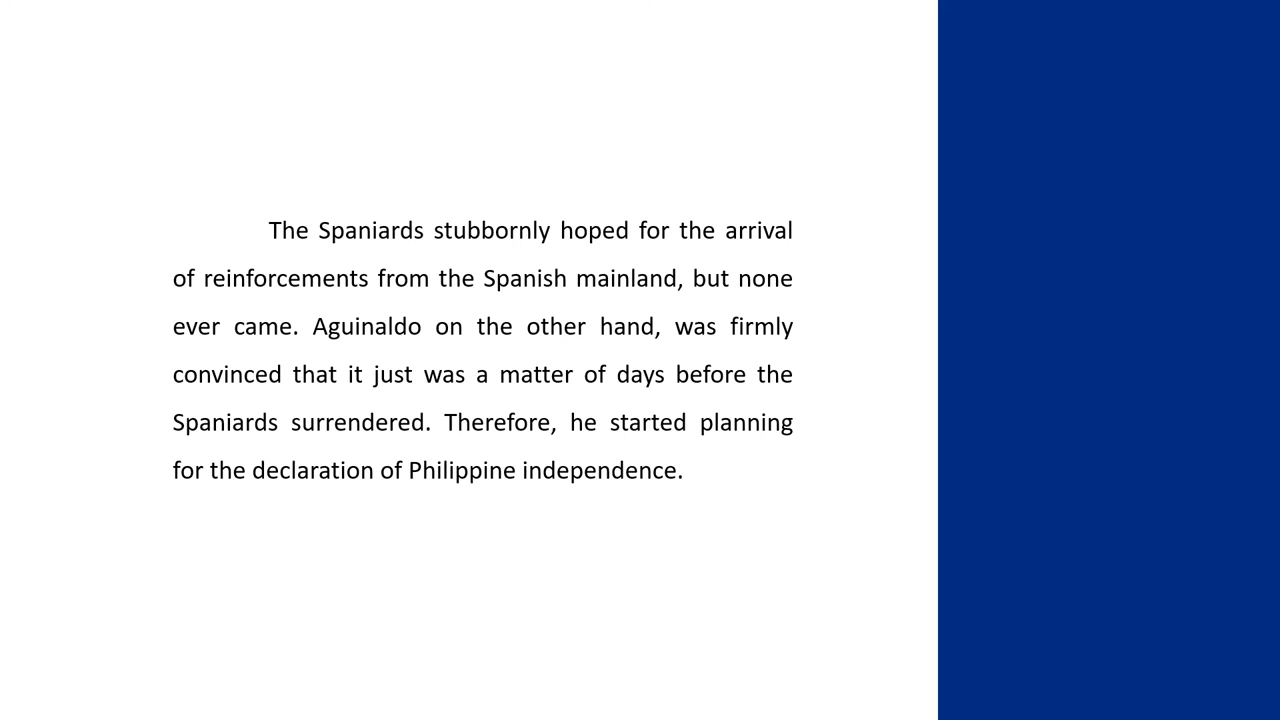 The Spaniards stubbornly hoped for the arrival
of reinforcements from the Spanish mainland, but none
ever came. Aguinaldo on the other hand, was firmly
convinced that it just was a matter of days before the
Spaniards surrendered. Therefore, he started planning
for the declaration of Philippine independence.